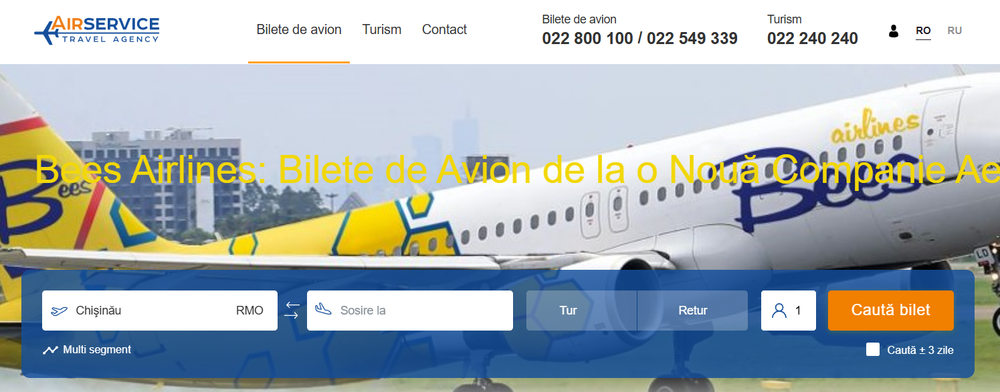 AIRSERVICE
TRAVEL AGENCY
Bilete de avion
Turism
Contact
Bilete de avion
022 800 100 / 022 549 339
Turism
022 240 240
RO
RU
airlines
Bees
Bees
Bees Airlines: Bilete de Avion de la o Nouă Companie Ae
LD
Chişinău
RMO
Sosire la
Tur
Retur
1
Caută bilet
Multi segment
Caută ± 3 zile